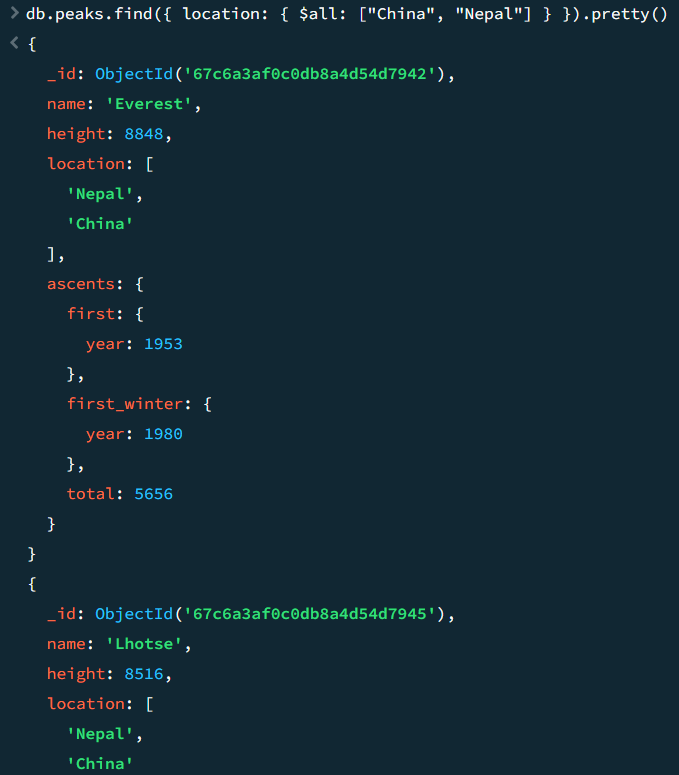 > db.peaks.find({ location: { $all: ["China", "Nepal"] } }).pretty()
< {
    _id: ObjectId('67c6a3af0c0db8a4d54d7942'),
    name: 'Everest',
    height: 8848,
    location: [
      'Nepal',
      'China'
    ],
    ascents: {
      first: {
        year: 1953
      },
      first_winter: {
        year: 1980
      },
      total: 5656
    }
  }
  {
    _id: ObjectId('67c6a3af0c0db8a4d54d7945'),
    name: 'Lhotse',
    height: 8516,
    location: [
      'Nepal',
      'China'